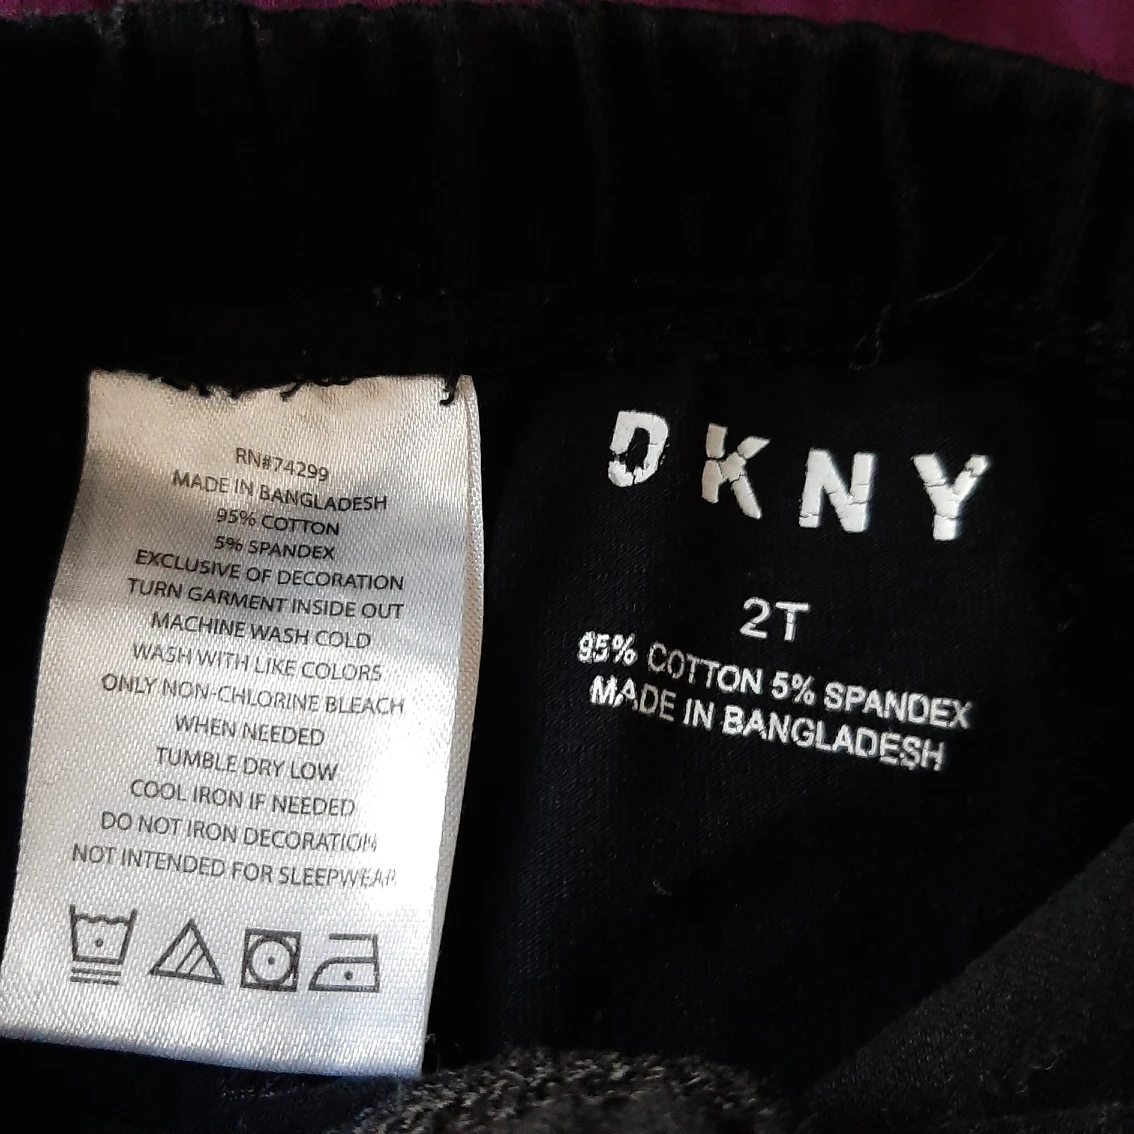 RN#74299
MADE IN BANGLADESH
95% COTTON
5% SPANDEX
EXCLUSIVE OF DECORATION
TURN GARMENT INSIDE OUT
MACHINE WASH COLD
WASH WITH LIKE COLORS
ONLY NON-CHLORINE BLEACH
WHEN NEEDED
TUMBLE DRY LOW
COOL IRON IF NEEDED
DO NOT IRON DECORATION
NOT INTENDED FOR SLEEPWEAR
DKNY
2T
95% COTTON 5% SPANDEX
MADE IN BANGLADESH